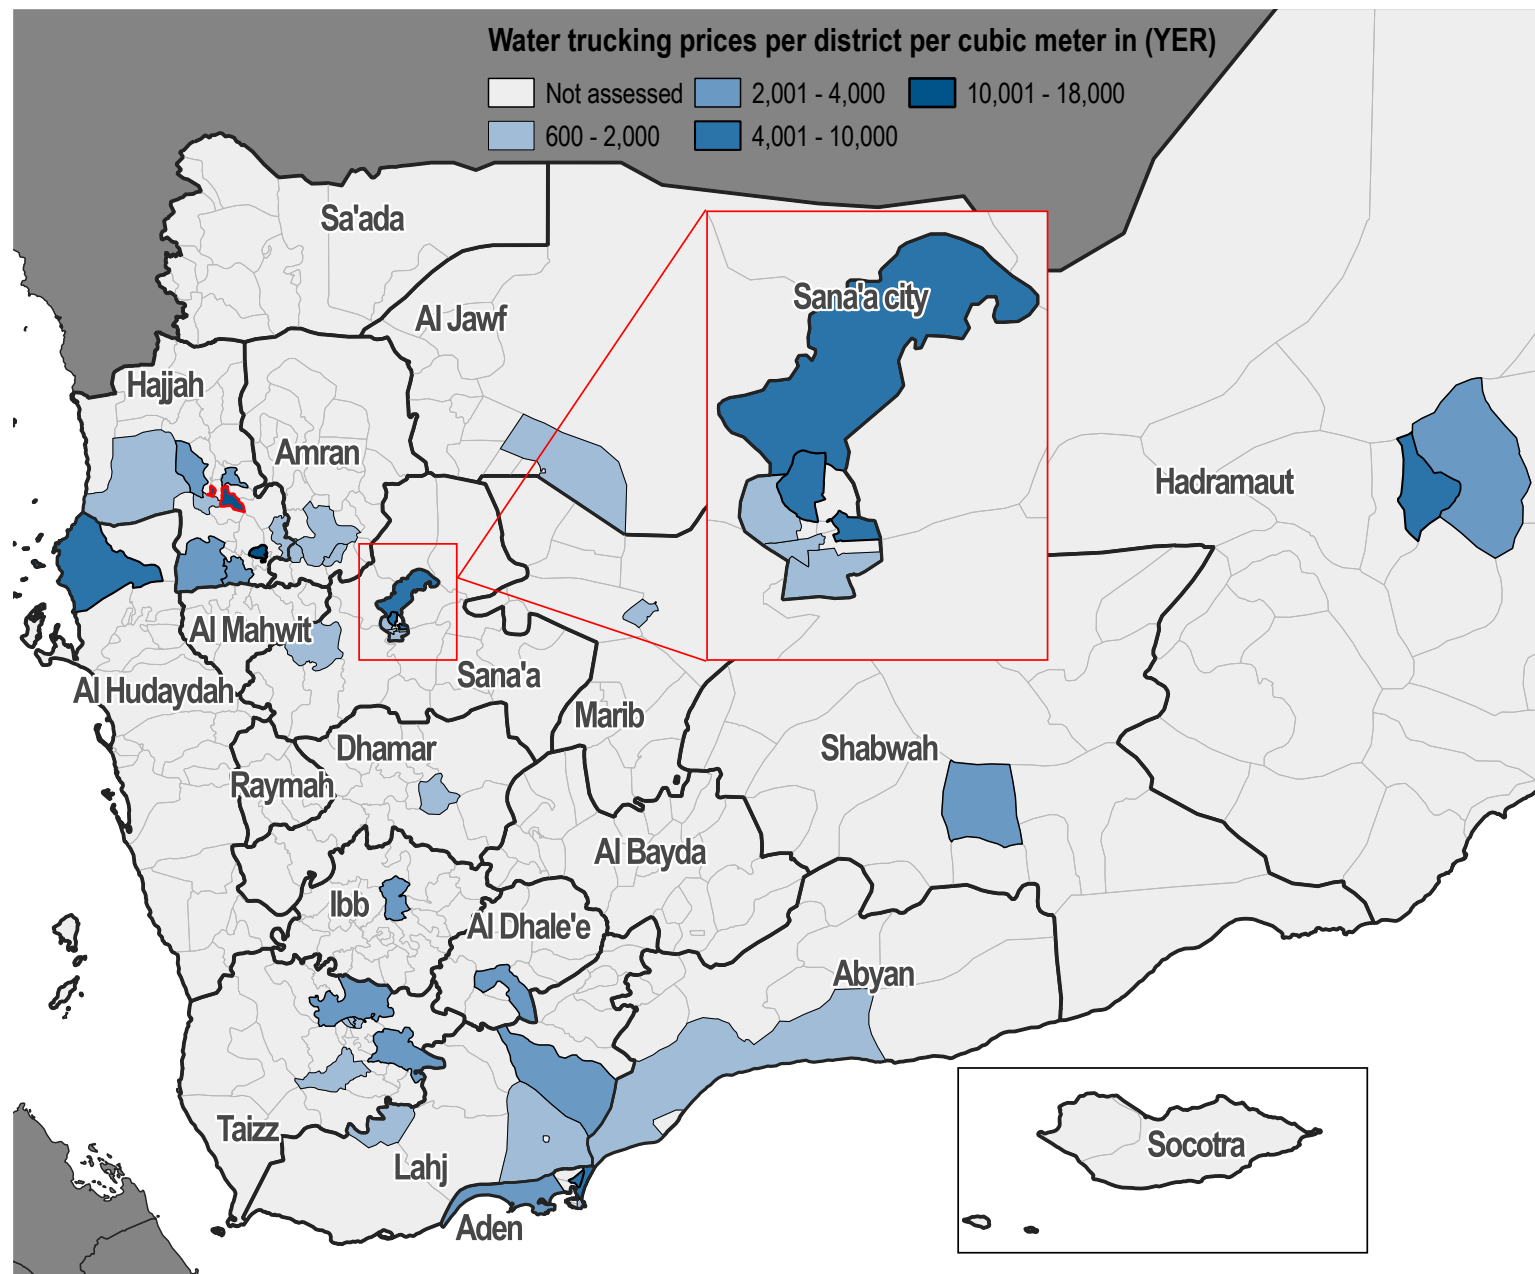 Water trucking prices per district per cubic meter in (YER)
Not assessed
2,001 - 4,000
10,001 - 18,000
600 - 2,000
4,001 - 10,000
Sa'ada
Al Jawf
Sana'a city
Hajjah
Amran
Hadramaut
Al Mahwit
Sana'a
Al Hudaydah
Marib
Dhamar
Shabwah
Raymah
Al Bayda
Ibb
Al Dhale'e
Abyan
Taizz
Socotra
Lahj
Aden